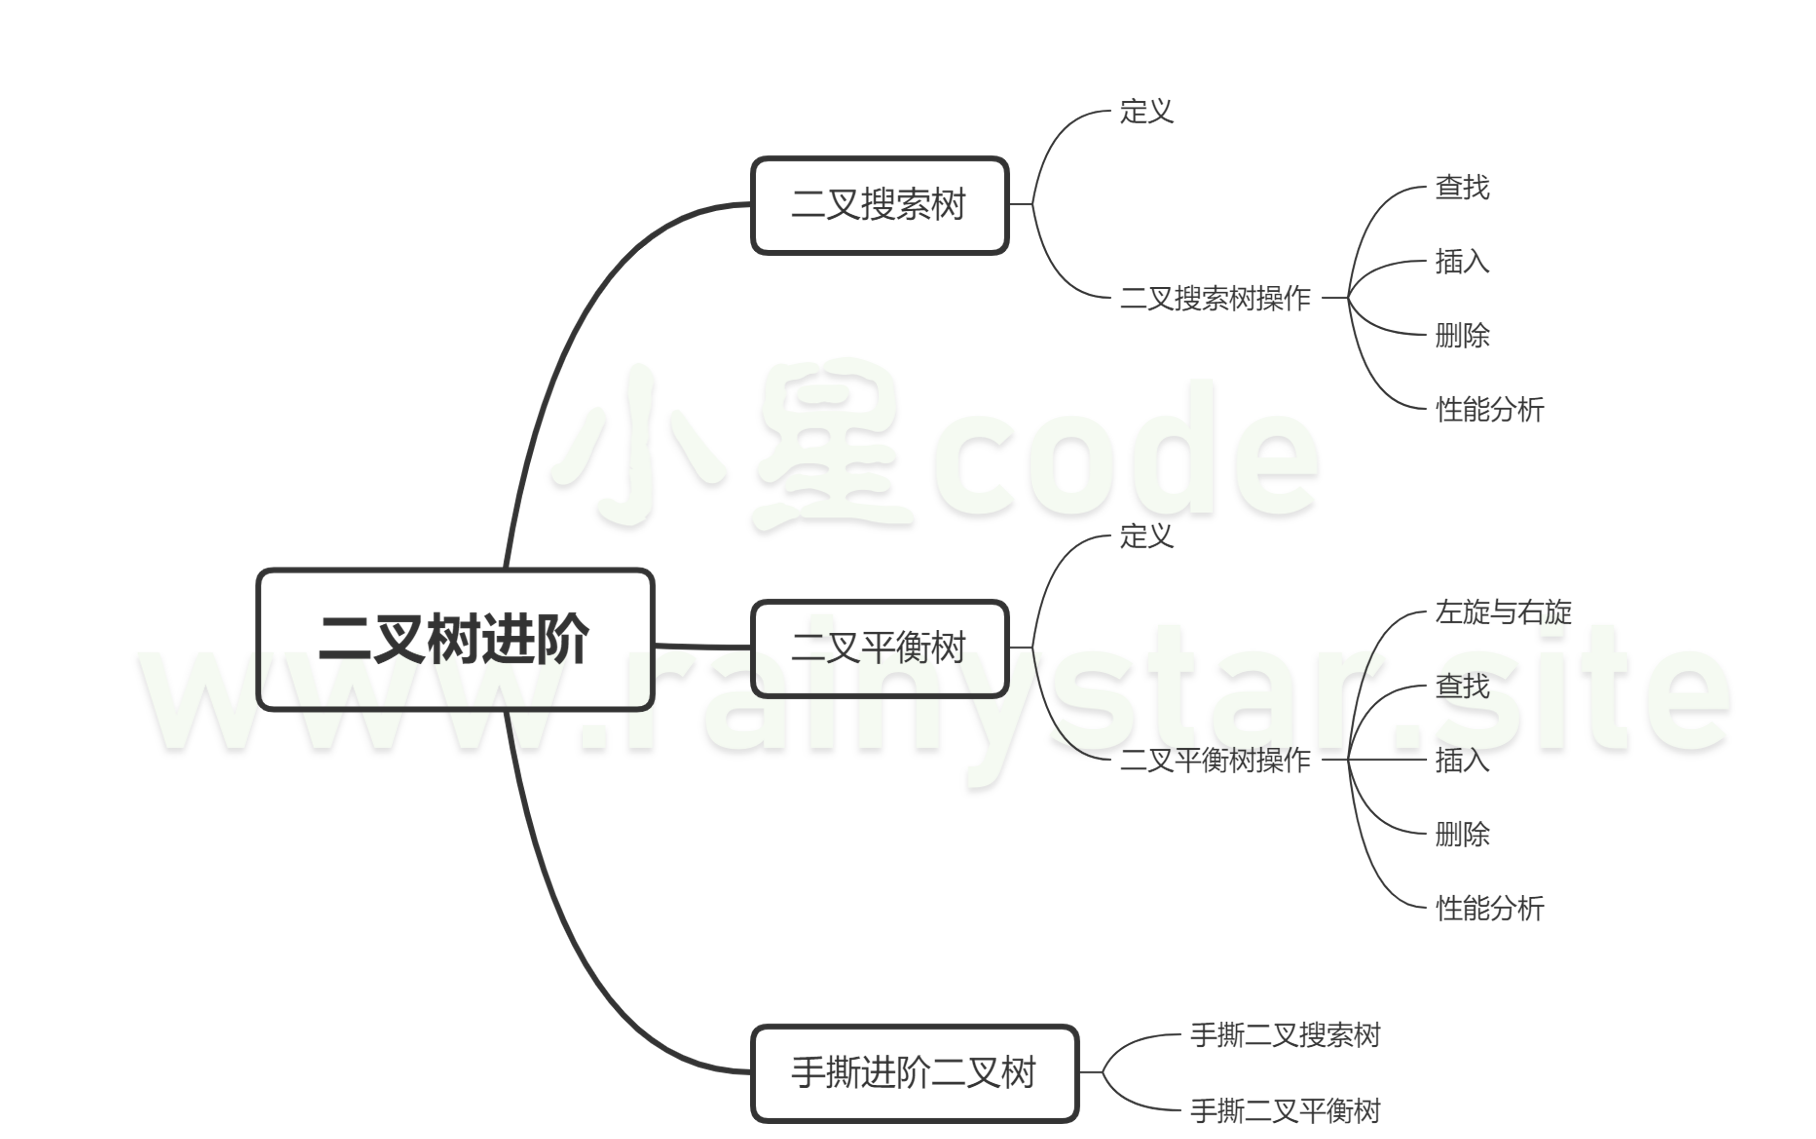 二叉树进阶
二叉搜索树
定义
二叉搜索树操作
查找
插入
删除
性能分析
二叉平衡树
定义
二叉平衡树操作
左旋与右旋
查找
插入
删除
性能分析
手撕进阶二叉树
手撕二叉搜索树
手撕二叉平衡树
小星code
www.rainystar.site